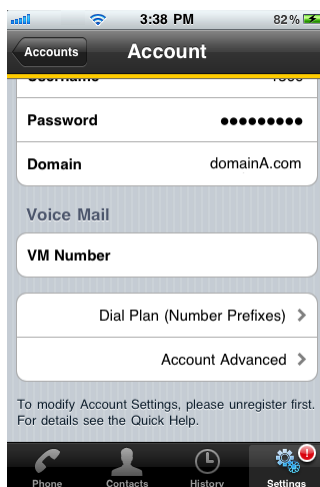 3:38 PM
82%
Accounts
Account
Username
Password
●●●●●●●●●
Domain
domainA.com
Voice Mail
VM Number
Dial Plan (Number Prefixes)
Account Advanced
To modify Account Settings, please unregister first.
For details see the Quick Help.
Phone
Contacts
History
Settings